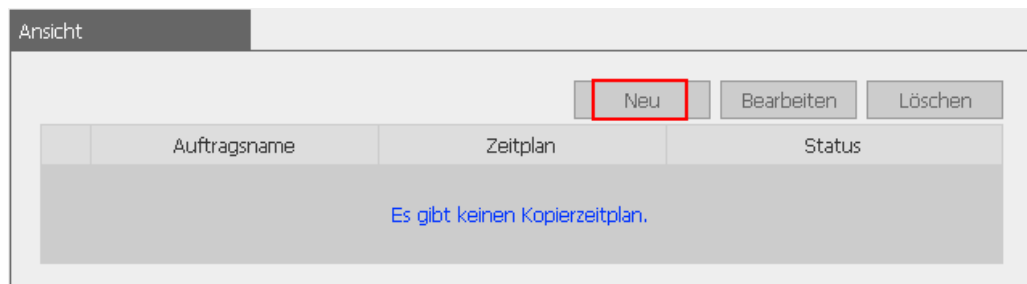 Ansicht
Neu Bearbeiten Löschen
Auftragsname Zeitplan Status
Es gibt keinen Kopierzeitplan.